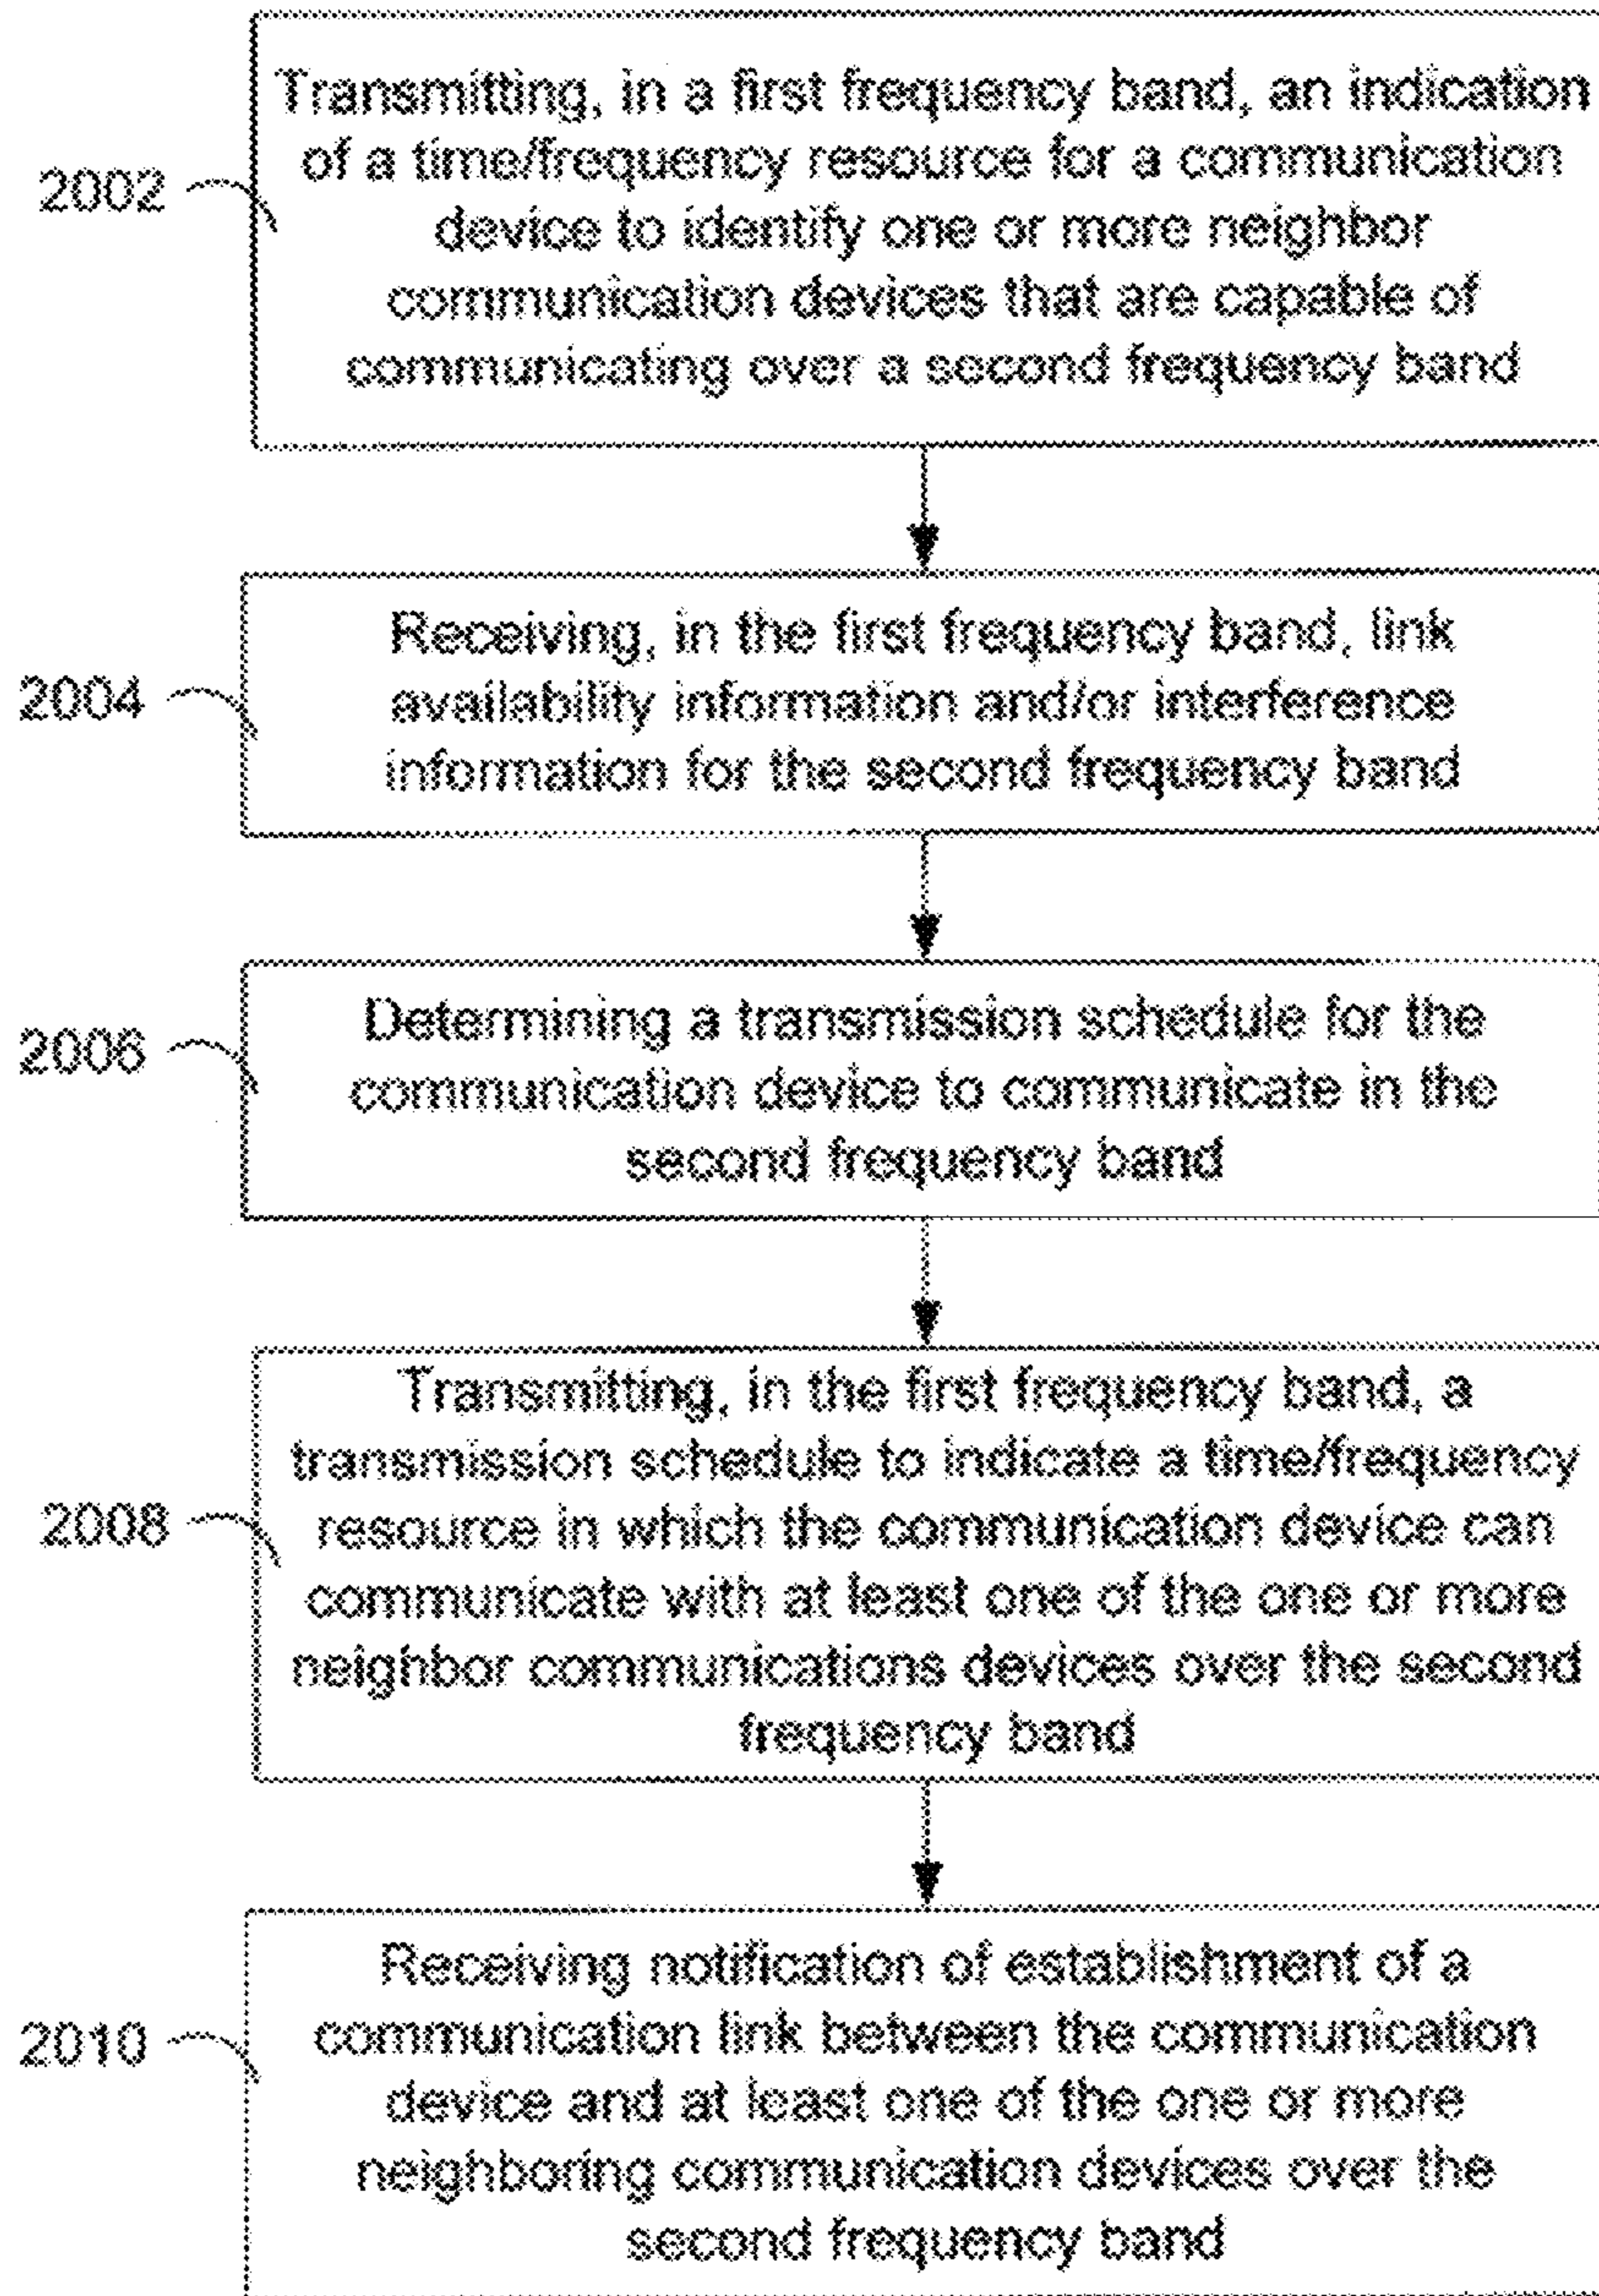 Transmitting, in a first frequency band, an indication
of a time/frequency resource for a communication
2002
device to identify one or more neighbor
communication devices that are capable of
communicating over a second frequency band
Receiving, in the first frequency band, link
2004
availability information and/or interference
information for the second frequency band
Determining a transmission schedule for the
2006
communication device to communicate in the
second frequency band
Transmitting, in the first frequency band, a
transmission schedule to indicate a time/frequency
2008
resource in which the communication device can
communicate with at least one of the one or more
neighbor communications devices over the second
frequency band
Receiving notification of establishment of a
2010
communication link between the communication
device and at least one of the one or more
neighboring communication devices over the
second frequency band